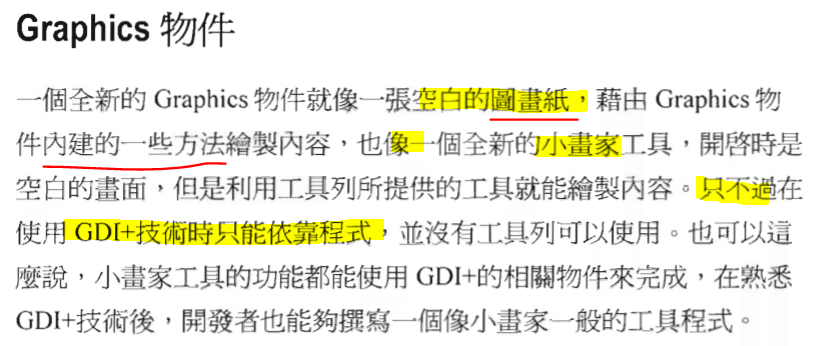 Graphics 物件
一個全新的 Graphics 物件就像一張空白的圖畫紙，藉由 Graphics 物
件內建的一些方法繪製內容，也像一個全新的小畫家工具，開啟時是
空白的畫面，但是利用工具列所提供的工具就能繪製內容。只不過在
使用 GDI+技術時只能依靠程式，並沒有工具列可以使用。也可以這
麼說，小畫家工具的功能都能使用 GDI+的相關物件來完成，在熟悉
GDI+技術後，開發者也能夠撰寫一個像小畫家一般的工具程式。